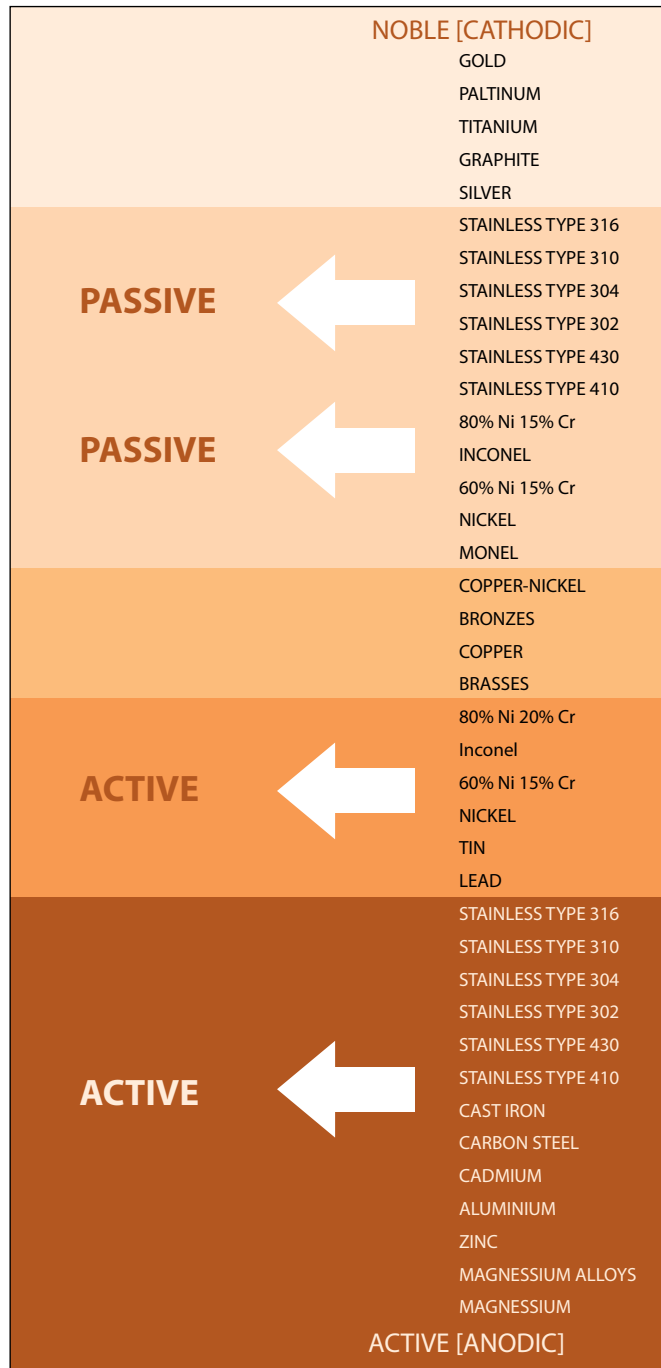 NOBLE [CATHODIC]
GOLD
PALTINUM
TITANIUM
GRAPHITE
SILVER
STAINLESS TYPE 316
STAINLESS TYPE 310
PASSIVE
STAINLESS TYPE 304
STAINLESS TYPE 302
STAINLESS TYPE 430
STAINLESS TYPE 410
80% Ni 15% Cr
PASSIVE
INCONEL
60% Ni 15% Cr
NICKEL
MONEL
COPPER-NICKEL
BRONZES
COPPER
BRASSES
80% Ni 20% Cr
Inconel
ACTIVE
60% Ni 15% Cr
NICKEL
TIN
LEAD
STAINLESS TYPE 316
STAINLESS TYPE 310
STAINLESS TYPE 304
STAINLESS TYPE 302
STAINLESS TYPE 430
STAINLESS TYPE 410
ACTIVE
CAST IRON
CARBON STEEL
CADMIUM
ALUMINIUM
ZINC
MAGNESSIUM ALLOYS
MAGNESSIUM
ACTIVE [ANODIC]